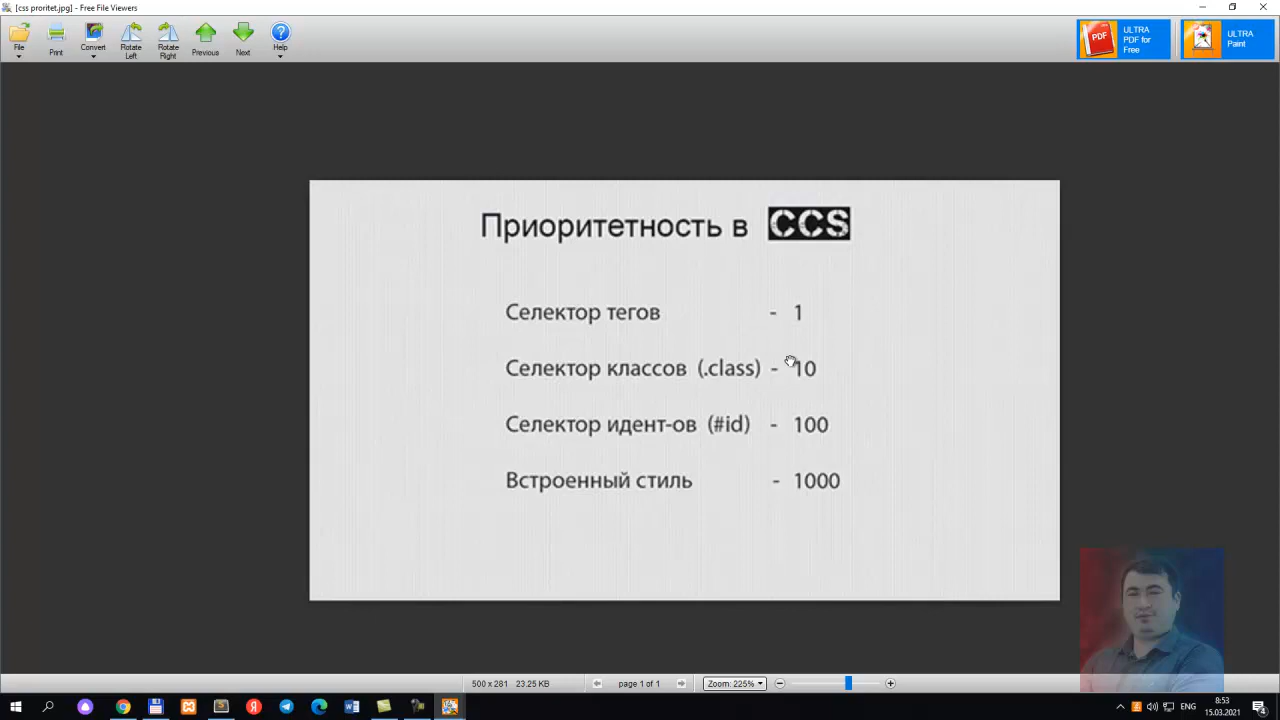 [css proritet.jpg] - Free File Viewers
File
Print
Convert
Rotate Left
Rotate Right
Previous
Next
Help
PDF
ULTRA PDF for Free
ULTRA Paint
Приоритетность в CCS
Селектор тегов - 1
Селектор классов (.class) - 10
Селектор идент-ов (#id) - 100
Встроенный стиль - 1000
500 x 281 23.25 KB
page 1 of 1
Zoom: 225%
ENG
8:53
15.03.2021
4